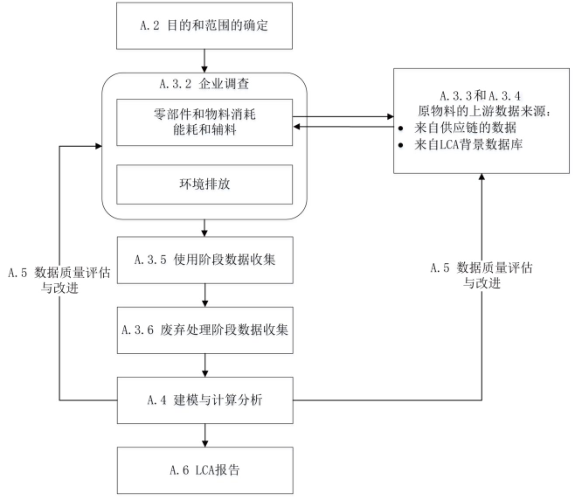 A.2 目的和范围的确定
A.3.2 企业调查
零部件和物料消耗
能耗和辅料
环境排放
A.3.3和A.3.4
原物料的上游数据来源：
● 来自供应链的数据
● 来自LCA背景数据库
A.3.5 使用阶段数据收集
A.5 数据质量评估
与改进
A.5 数据质量评估
与改进
A.3.6 废弃处理阶段数据收集
A.4 建模与计算分析
A.6 LCA报告